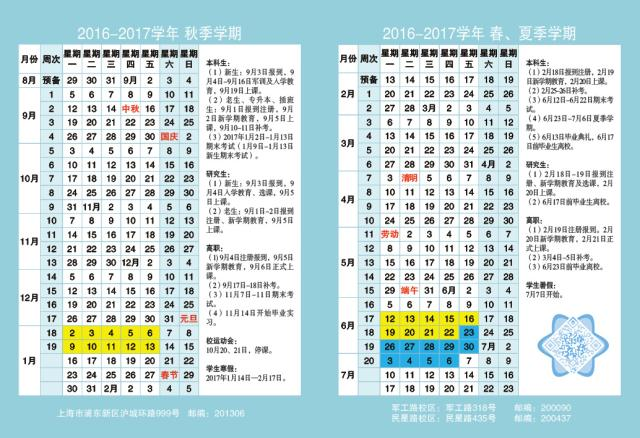 2016-2017学年 秋季学期
月份 周次 星期一 星期二 星期三 星期四 星期五 星期六 星期日
8月 预备 29 30 31 9月 2 3 4
1 5 6 7 8 9 10 11
9月 2 12 13 14 中秋 16 17 18
3 19 20 21 22 23 24 25
4 26 27 28 29 30 国庆 2
5 3 4 5 6 7 8 9
6 10 11 12 13 14 15 16
10月 7 17 18 19 20 21 22 23
8 24 25 26 27 28 29 30
9 31 11月 2 3 4 5 6
10 7 8 9 10 11 12 13
11月 11 14 15 16 17 18 19 20
12 21 22 23 24 25 26 27
13 28 29 30 12月 2 3 4
14 5 6 7 8 9 10 11
12月 15 12 13 14 15 16 17 18
16 19 20 21 22 23 24 25
17 26 27 28 29 30 31 元旦
18 2 3 4 5 6 7 8
1月 19 9 10 11 12 13 14 15
16 17 18 19 20 21 22
23 24 25 26 27 春节 29
30 31 2月 2 3 4 5
本科生:
(1)新生:9月3日报到,9
月4日-9月16日军训及入学教
育,9月19日上课。
(2)老生、专升本、插班
生:9月1日报到注册,9月
2日新学期教育,9月5日上
课,9月10-11日补考。
(3)2017年1月2日-1月13日
期末考试(1月9日-1月13日
新生期末考试)。
研究生:
(1)新生:9月3日报到,9
月4日入学教育、选课,9月5
日上课。
(2)老生:9月1日-2日报到
注册、新学期教育,9月5日
上课。
高职:
(1)9月4日注册报到,9月5
日新学期教育,9月6日正式上
课。
(2)9月17日-18日补考。
(3)11月7日-11日期末考
试。
(4)11月14日开始毕业实
习。
校运动会:
10月20、21日,停课。
学生寒假:
2017年1月14日—2月17日。
上海市浦东新区沪城环路999号 邮编:201306
2016-2017学年 春、夏季学期
月份 周次 星期一 星期二 星期三 星期四 星期五 星期六 星期日
2月 预备 13 14 15 16 17 18 19
1 20 21 22 23 24 25 26
2 27 28 3月 2 3 4 5
3 6 7 8 9 10 11 12
3月 4 13 14 15 16 17 18 19
5 20 21 22 23 24 25 26
6 27 28 29 30 31 4月 2
7 3 清明 5 6 7 8 9
4月 8 10 11 12 13 14 15 16
9 17 18 19 20 21 22 23
10 24 25 26 27 28 29 30
11 劳动 2 3 4 5 6 7
12 8 9 10 11 12 13 14
5月 13 15 16 17 18 19 20 21
14 22 23 24 25 26 27 28
15 29 端午 31 6月 2 3 4
16 5 6 7 8 9 10 11
6月 17 12 13 14 15 16 17 18
18 19 20 21 22 23 24 25
19 26 27 28 29 30 7月 2
20 3 4 5 6 7 8 9
7月 10 11 12 13 14 15 16
17 18 19 20 21 22 23
本科生:
(1)2月18日报到注册,2月19
日新学期教育,2月20日上课。
(2)2月25-26日补考。
(3)6月12日-6月22日期末考
试。
(4)6月23日-7月6日夏季学
期。
(5)6月13日毕业典礼,6月17
日前毕业生离校。
研究生:
(1)2月18日-19日报到注
册、新学期教育及选课,2月
20日上课。
(2)6月17日前毕业生离校。
高职:
(1)2月19日注册报到,2月
20日新学期教育,2月21日正式
上课。
(2)3月4日-5日补考。
(3)6月23日前毕业离校。
学生暑假:
7月7日开始。
军工路校区:军工路318号 邮编:200090
民星路校区:民星路435号 邮编:200437